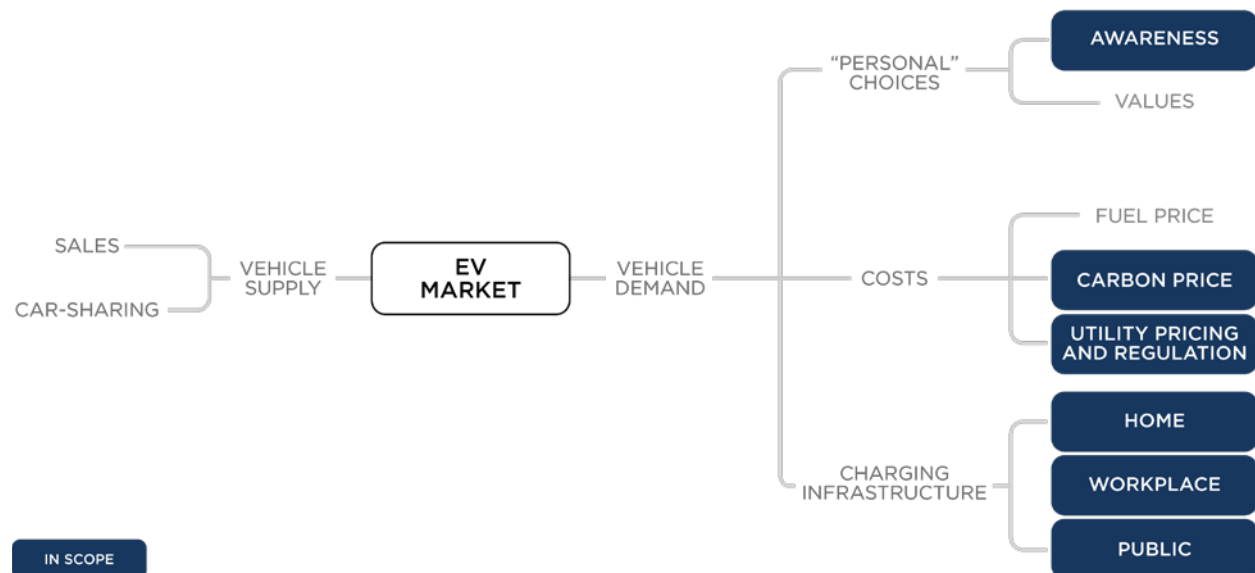 AWARENESS
“PERSONAL”
CHOICES
VALUES
FUEL PRICE
SALES
EV
MARKET
VEHICLE
SUPPLY
VEHICLE
DEMAND
COSTS
CARBON PRICE
CAR-SHARING
UTILITY PRICING
AND REGULATION
HOME
CHARGING
INFRASTRUCTURE
WORKPLACE
PUBLIC
IN SCOPE